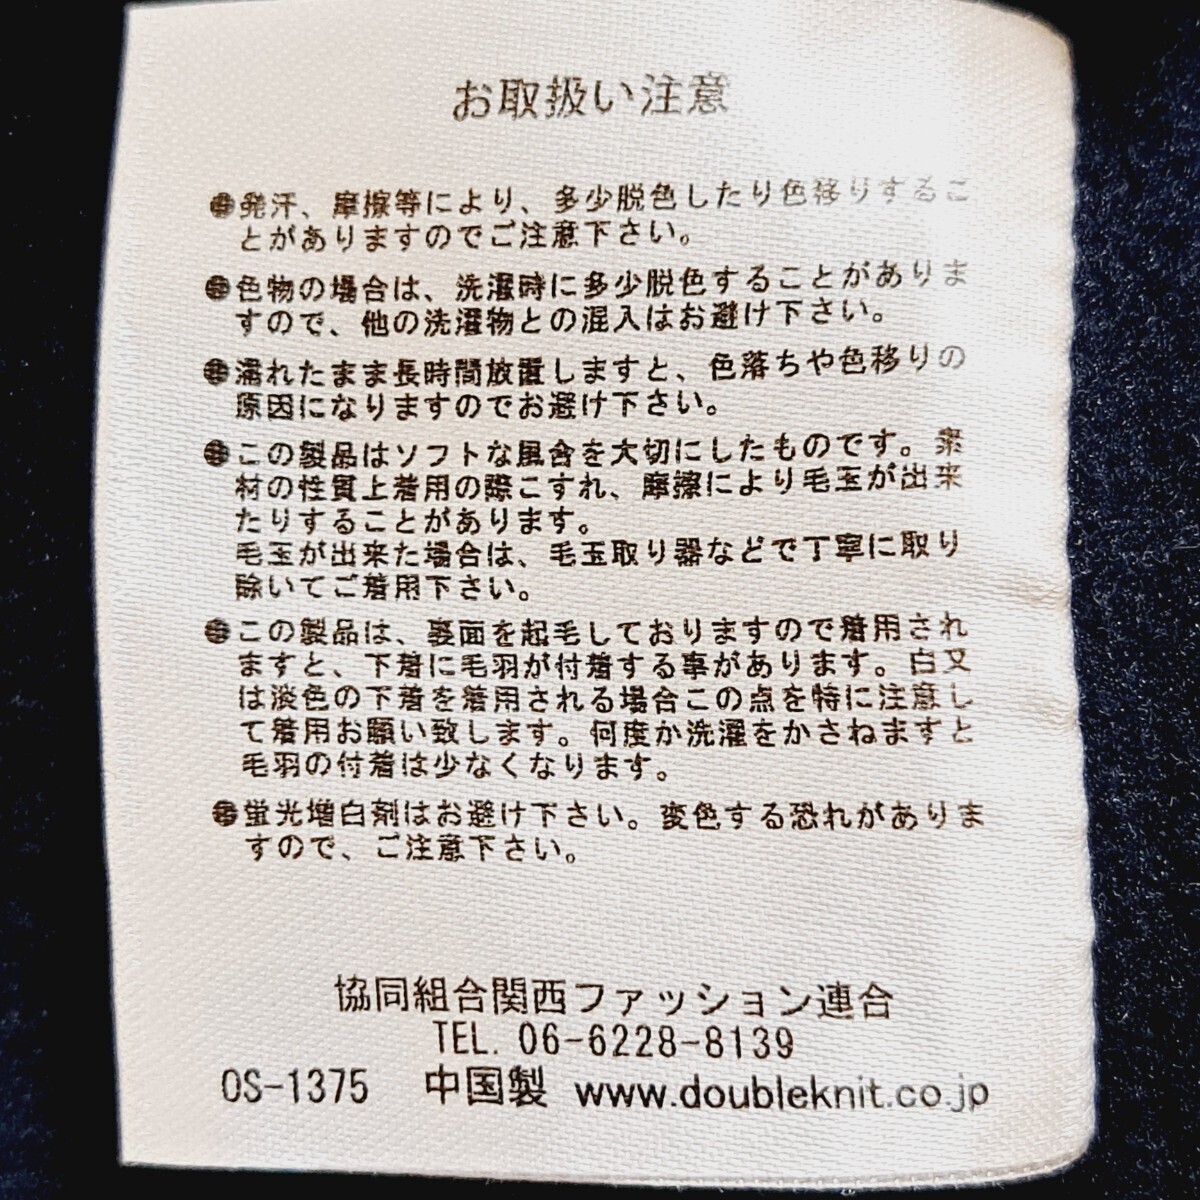 お取扱い注意
●発汗、摩擦等により、多少脱色したり色移りするこ
とがありますのでご注意下さい。
●色物の場合は、洗濯時に多少脱色することがありま
すので、他の洗濯物との混入はお避け下さい。
●濡れたまま長時間放置しますと、色落ちや色移りの
原因になりますのでお避け下さい。
●この製品はソフトな風合を大切にしたものです。素
材の性質上着用の際こすれ、摩擦により毛玉が出来
たりすることがあります。
毛玉が出来た場合は、毛玉取り器などで丁寧に取り
除いてご着用下さい。
●この製品は、裏面を起毛しておりますので着用され
ますと、下着に毛羽が付着する事があります。白又
は淡色の下着を着用される場合この点を特に注意し
て着用お願い致します。何度か洗濯をかさねますと
毛羽の付着は少なくなります。
●蛍光増白剤はお避け下さい。変色する恐れがありま
すので、ご注意下さい。
協同組合関西ファッション連合
TEL. 06-6228-8139
OS-1375 中国製 www.doubleknit.co.jp